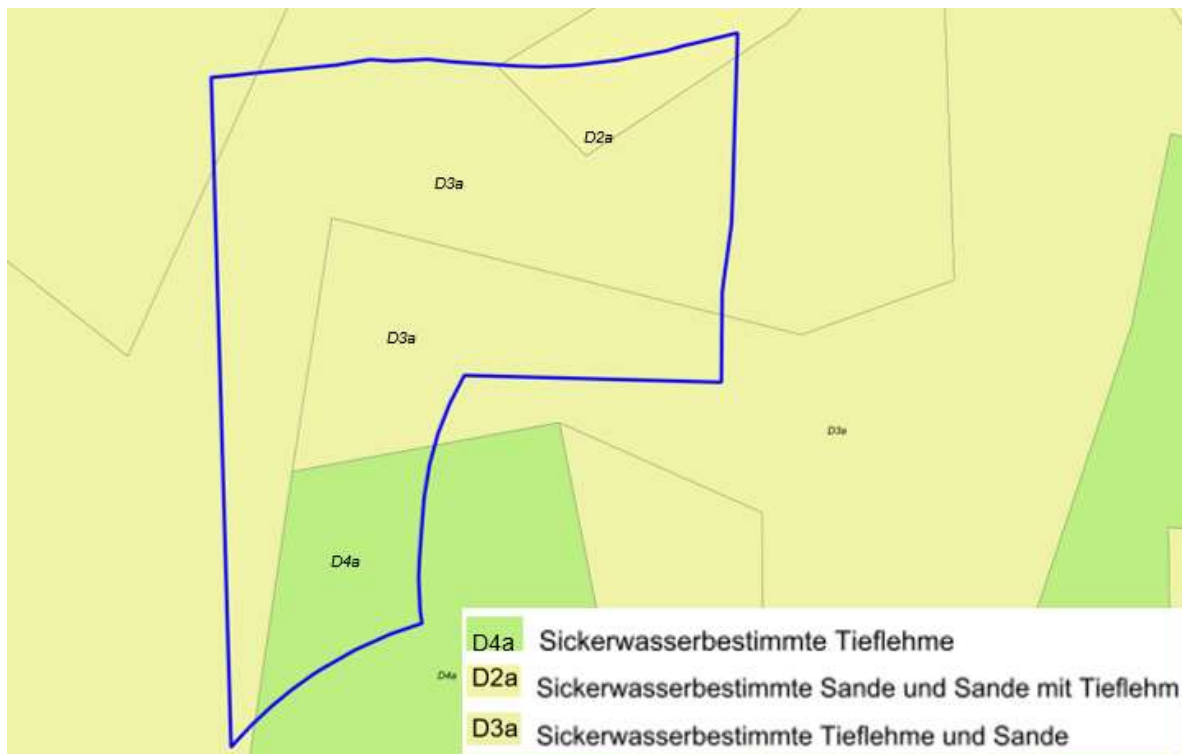 D2a
D3a
D3a
D3a
D4a
D4a
D4a Sickerwasserbestimmte Tieflehme
D2a Sickerwasserbestimmte Sande und Sande mit Tieflehm
D3a Sickerwasserbestimmte Tieflehme und Sande